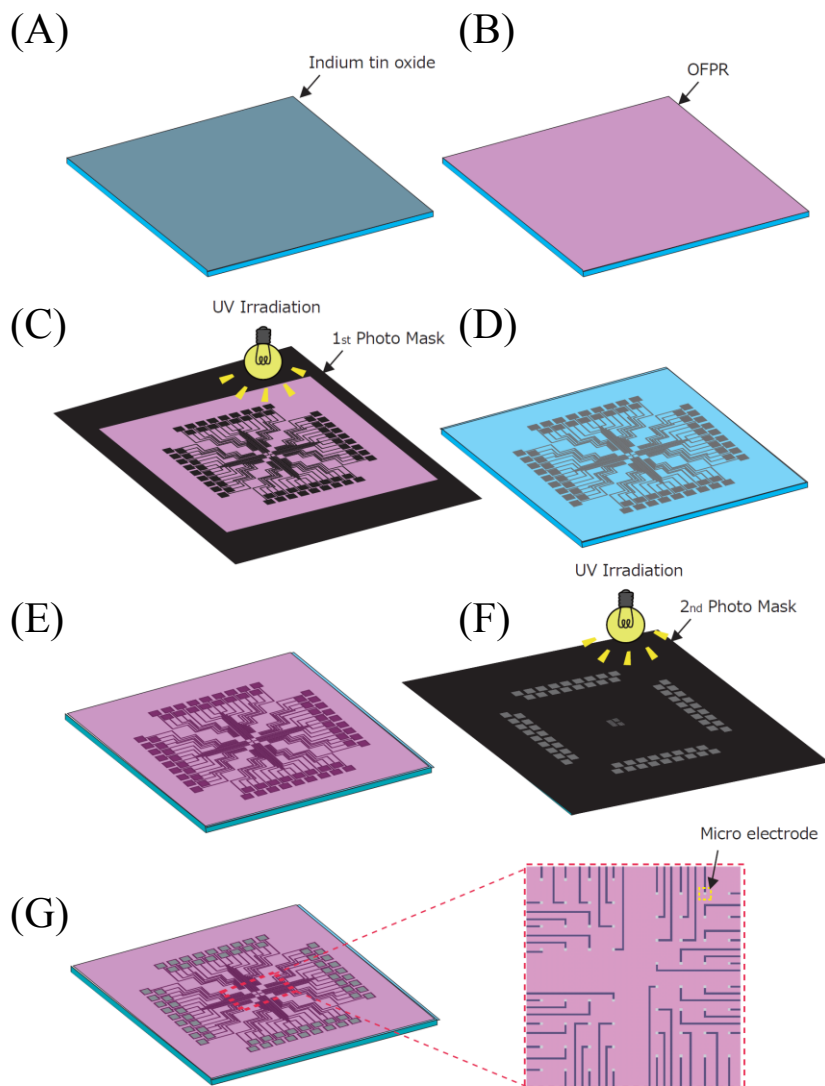 (A)
Indium tin oxide
(B)
OFPR
(C)
UV Irradiation
1st Photo Mask
(D)
(E)
(F)
UV Irradiation
2nd Photo Mask
(G)
Micro electrode